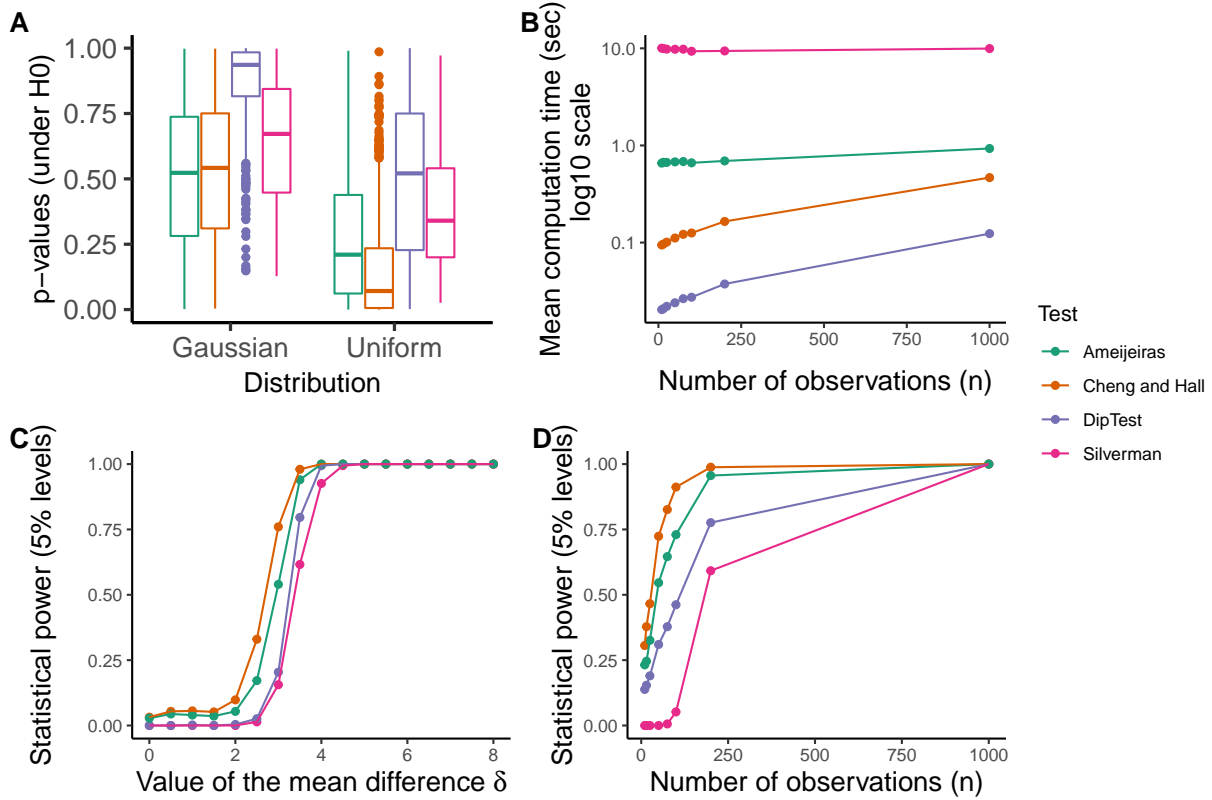 A
p−values (under H0)
1.00
0.75
0.50
0.25
0.00
Gaussian Uniform
Distribution
B
Mean computation time (sec)
log10 scale
10.0
1.0
0.1
0 250 500 750 1000
Number of observations (n)
Test
Ameijeiras
Cheng and Hall
DipTest
Silverman
C
Statistical power (5% levels)
1.00
0.75
0.50
0.25
0.00
0 2 4 6 8
Value of the mean difference δ
D
Statistical power (5% levels)
1.00
0.75
0.50
0.25
0.00
0 250 500 750 1000
Number of observations (n)